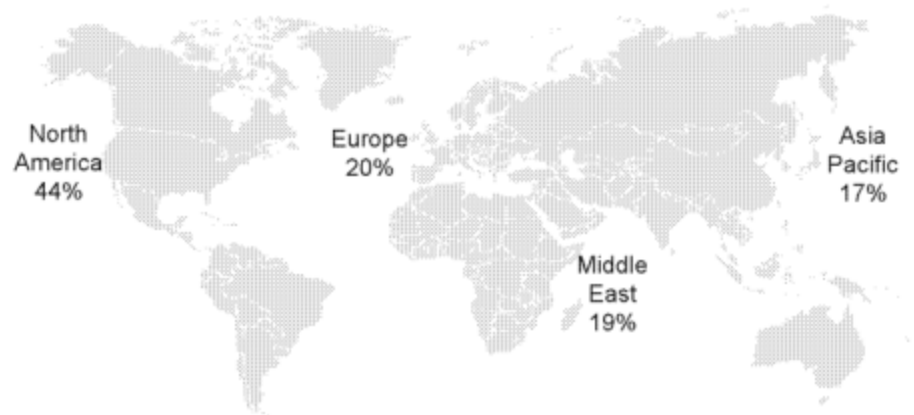 North
America
44%
Europe
20%
Asia
Pacific
17%
Middle
East
19%